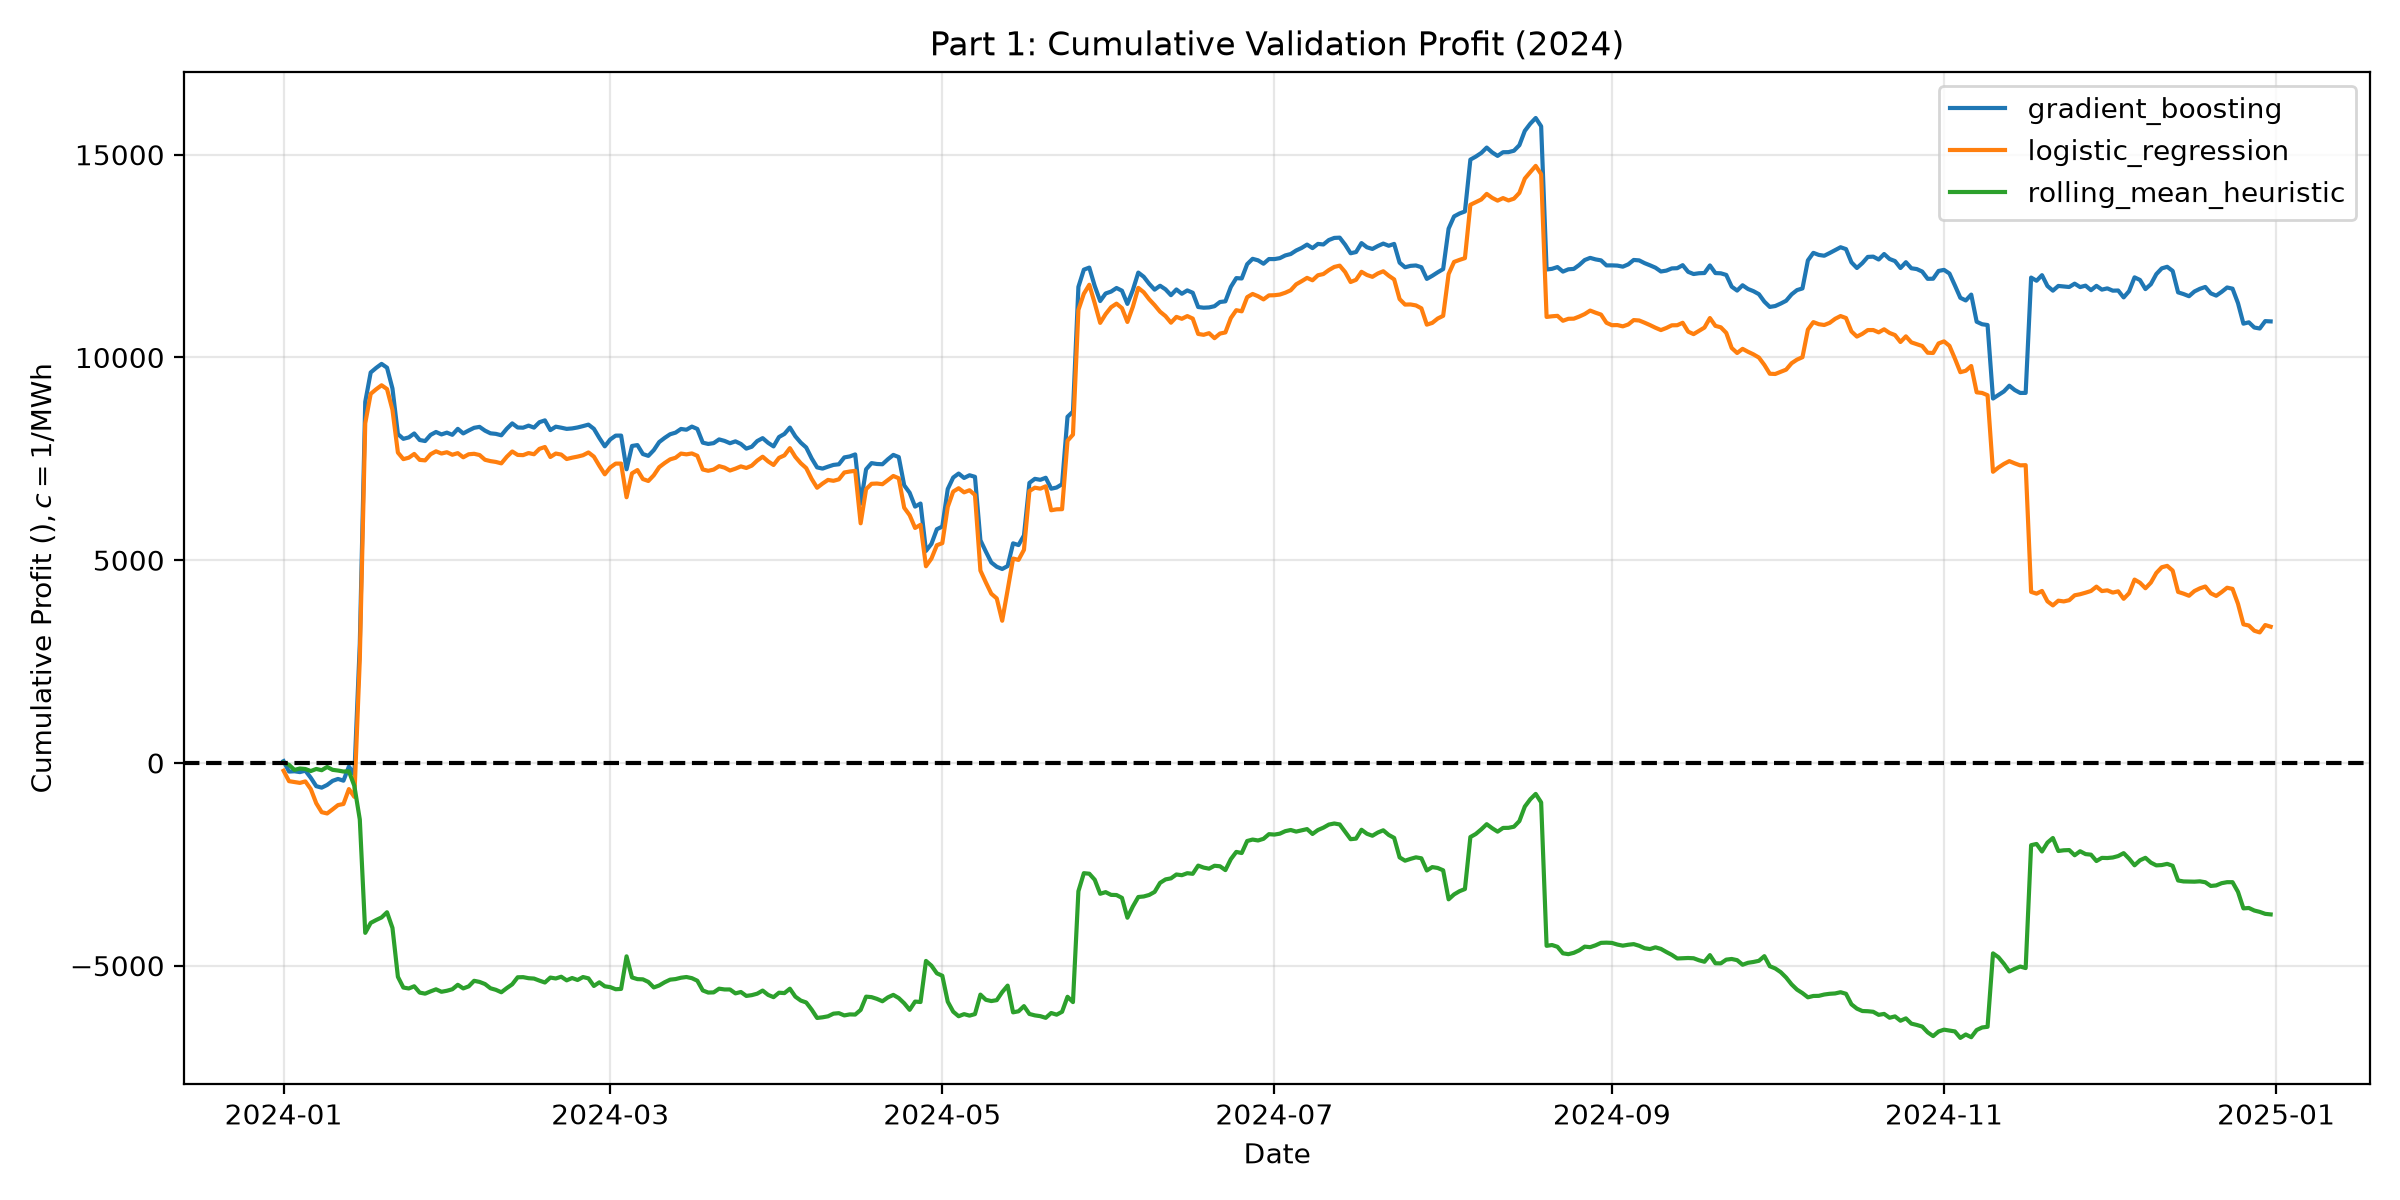 Part 1: Cumulative Validation Profit (2024)
gradient_boosting
logistic_regression
rolling_mean_heuristic
Cumulative Profit (), c = 1/MWh
15000
10000
5000
0
−5000
2024-01
2024-03
2024-05
2024-07
2024-09
2024-11
2025-01
Date